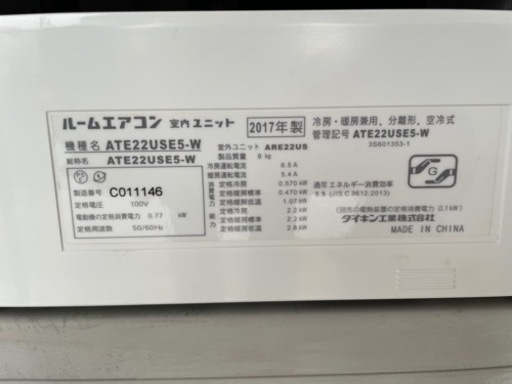 ルームエアコン 室内ユニット 2017年製
冷房・暖房兼用、分離形、空冷式
機種名 ATE22USE5-W
管理記号 ATE22USE5-W
総称名 ATE22USE5-W
3S601353-1
室外ユニット ARE22US
製品質量 8 kg
冷房運転電流 6.5 A
暖房運転電流 5.4 A
定格冷房 0.570 kW
定格暖房標準 0.470 kW
定格暖房低温 1.07 kW
定格冷房 2.2 kW
定格暖房標準 2.2 kW
定格暖房低温 2.8 kW
製造番号 C011146
定格電圧 100V
電動機の定格消費電力 0.77 kW
定格周波数 50/60Hz
G
通年エネルギー消費効率
5.8 (JIS C 9612:2013)
ダイキン工業株式会社
MADE IN CHINA